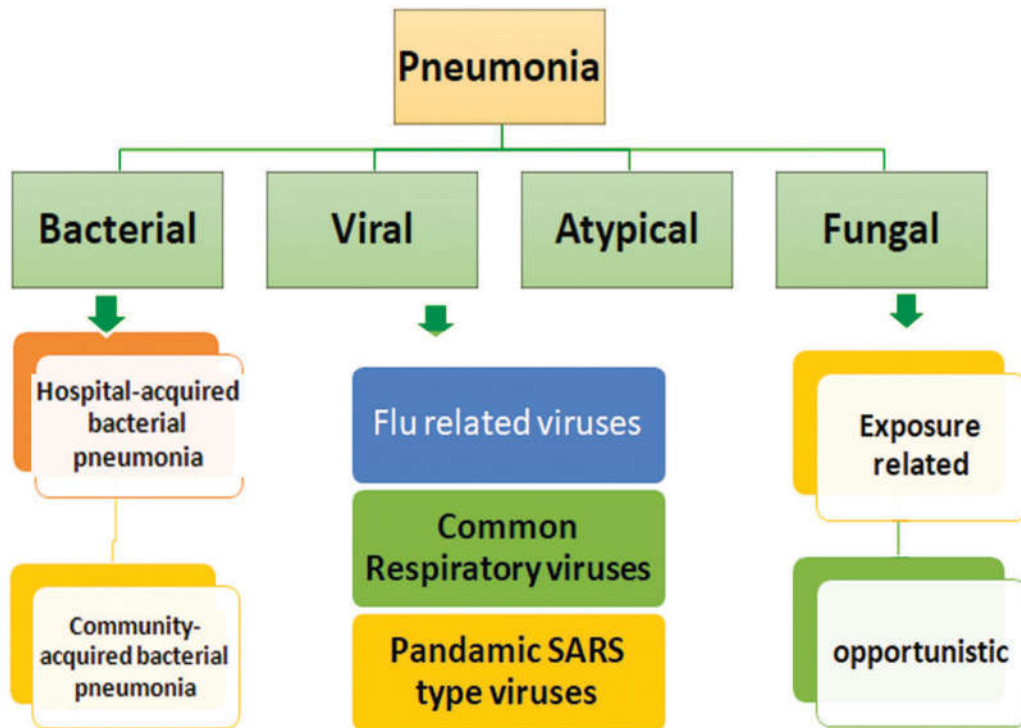 Pneumonia
Bacterial
Viral
Atypical
Fungal
Hospital-acquired
bacterial
pneumonia
Community-
acquired bacterial
pneumonia
Flu related viruses
Common
Respiratory viruses
Pandamic SARS
type viruses
Exposure
related
opportunistic